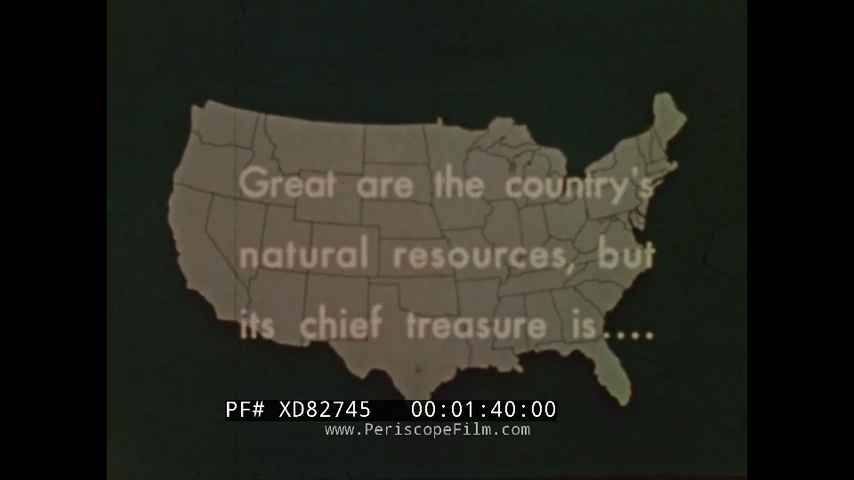 Great are the country's
natural resources, but
its chief treasure is....
PF# XD82745 00:01:40:00
www.PeriscopeFilm.com